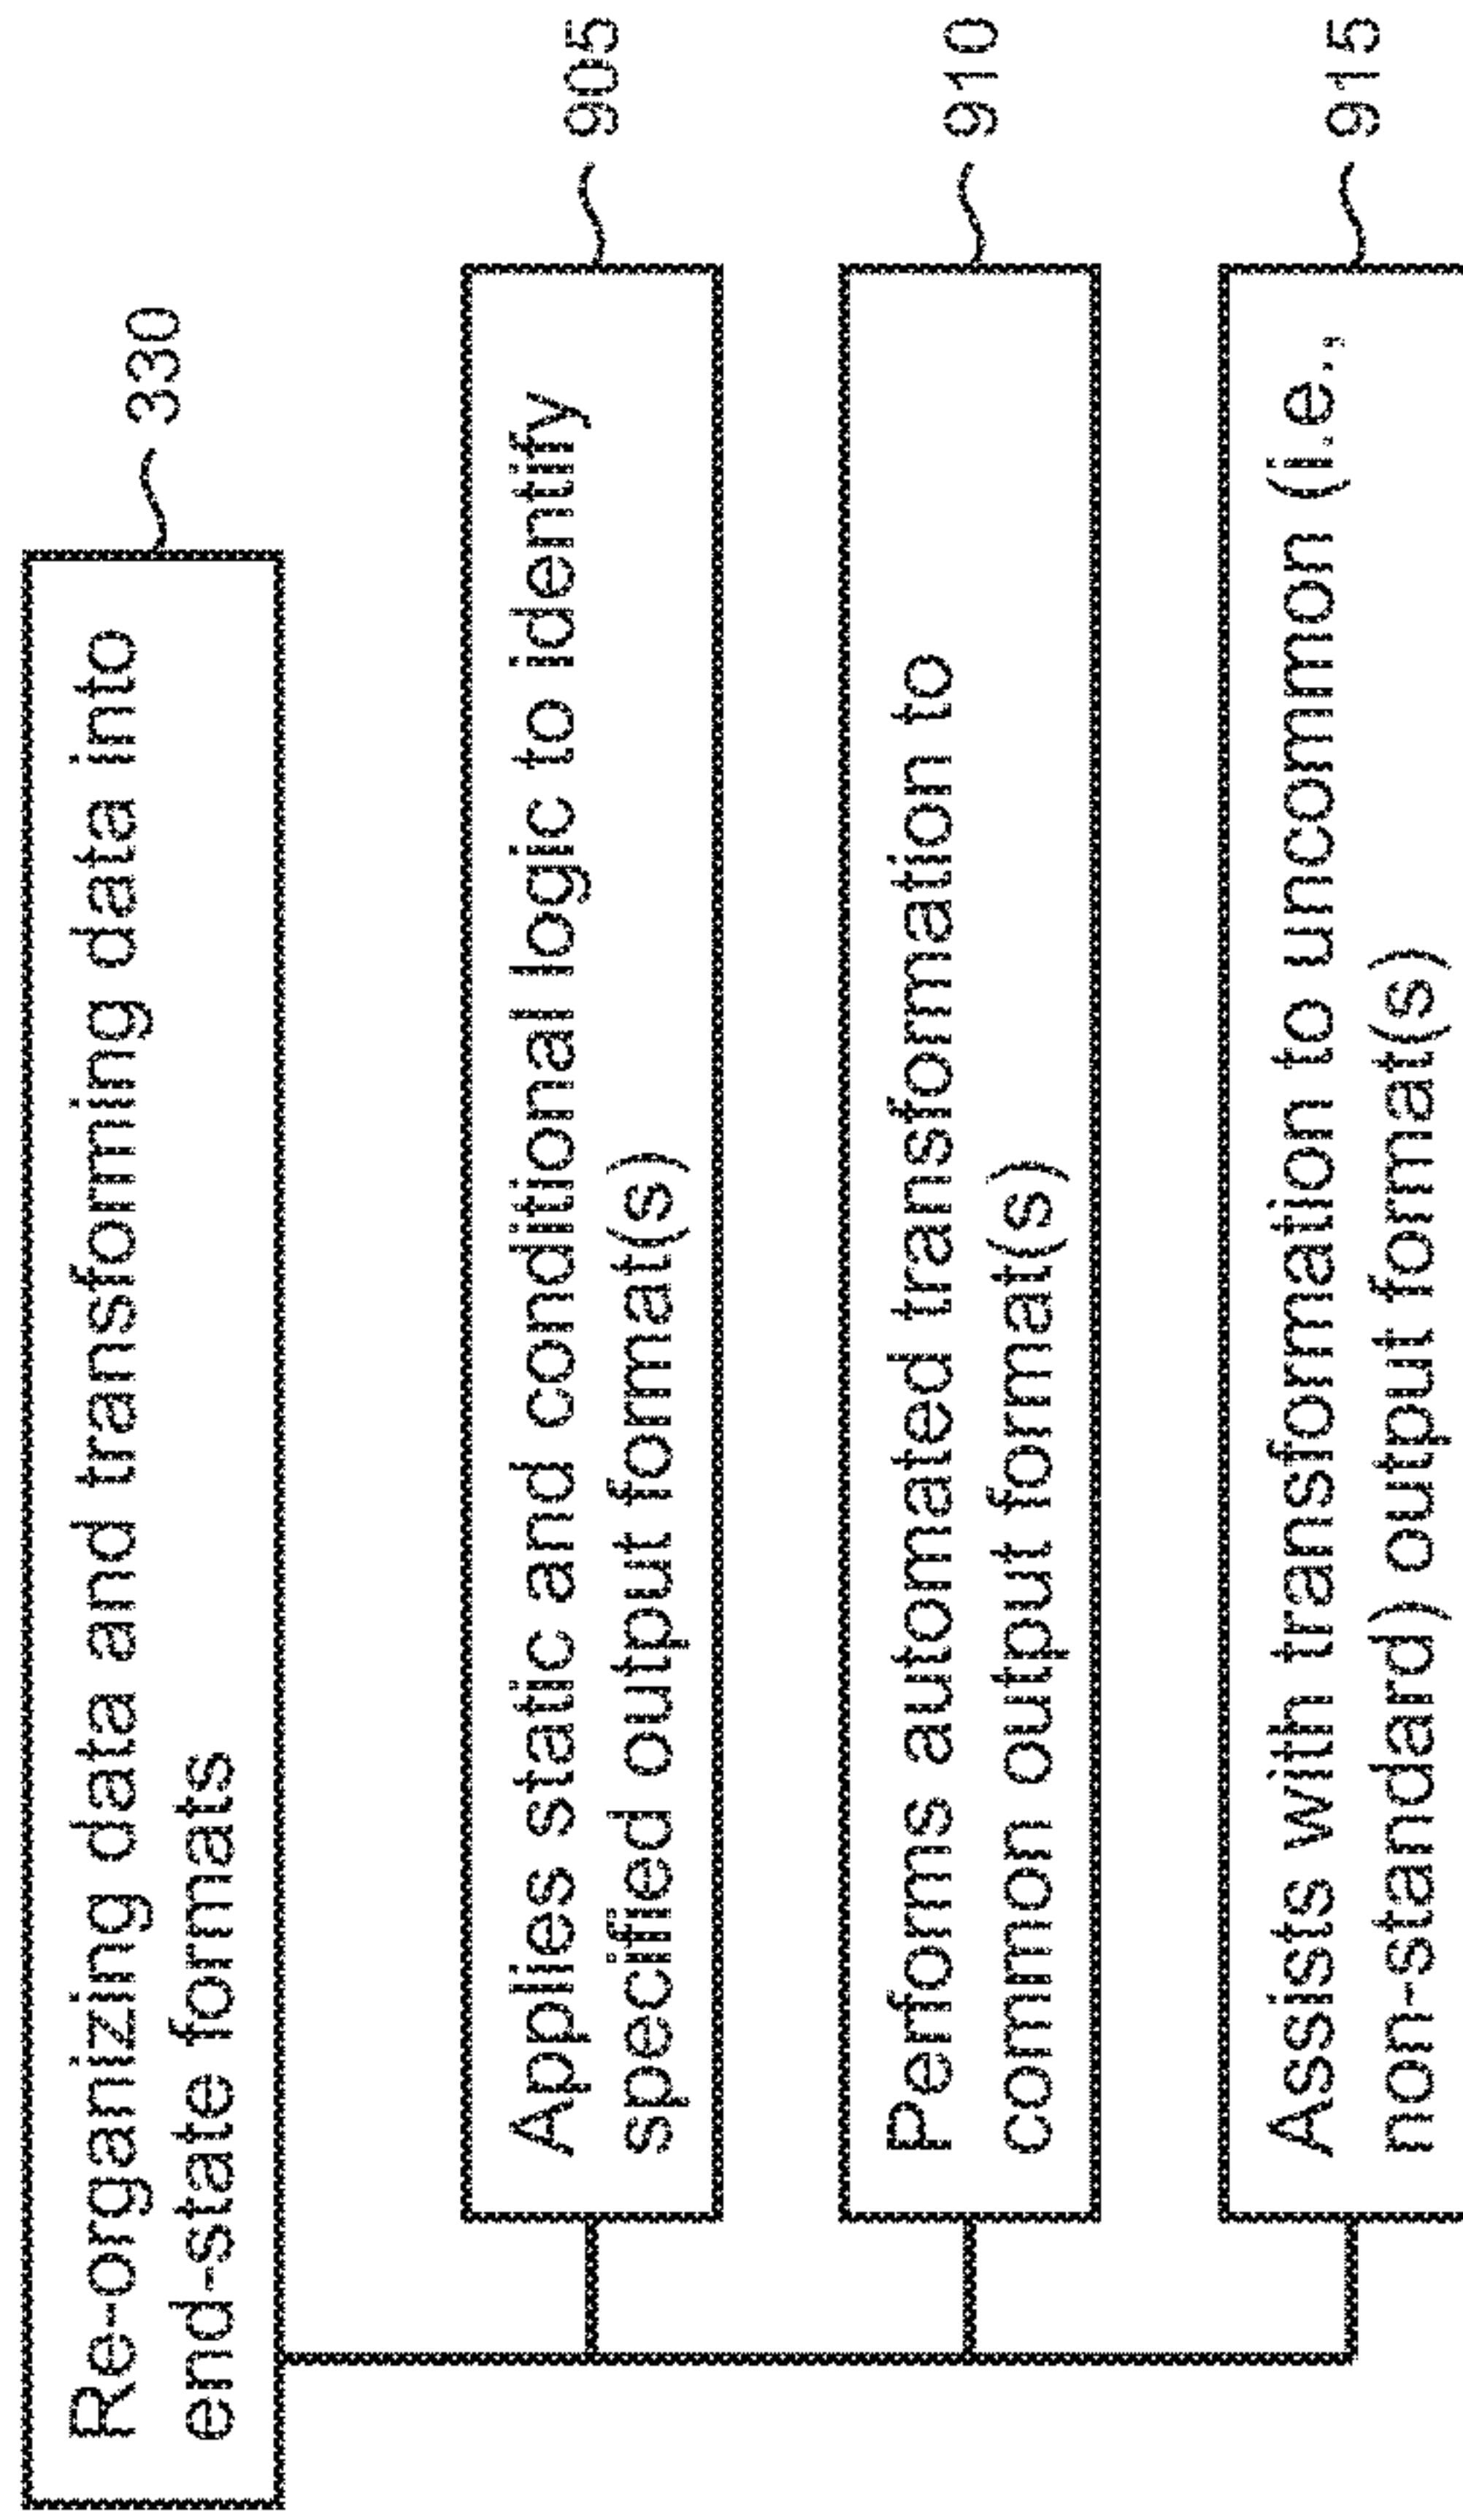 Re-organizing data and transforming data into
end-state formats
330
Applies static and conditional logic to identify
specified output format(s)
905
Performs automated transformation to
common output format(s)
910
Assists with transformation to uncommon (i.e.,
non-standard) output format(s)
915